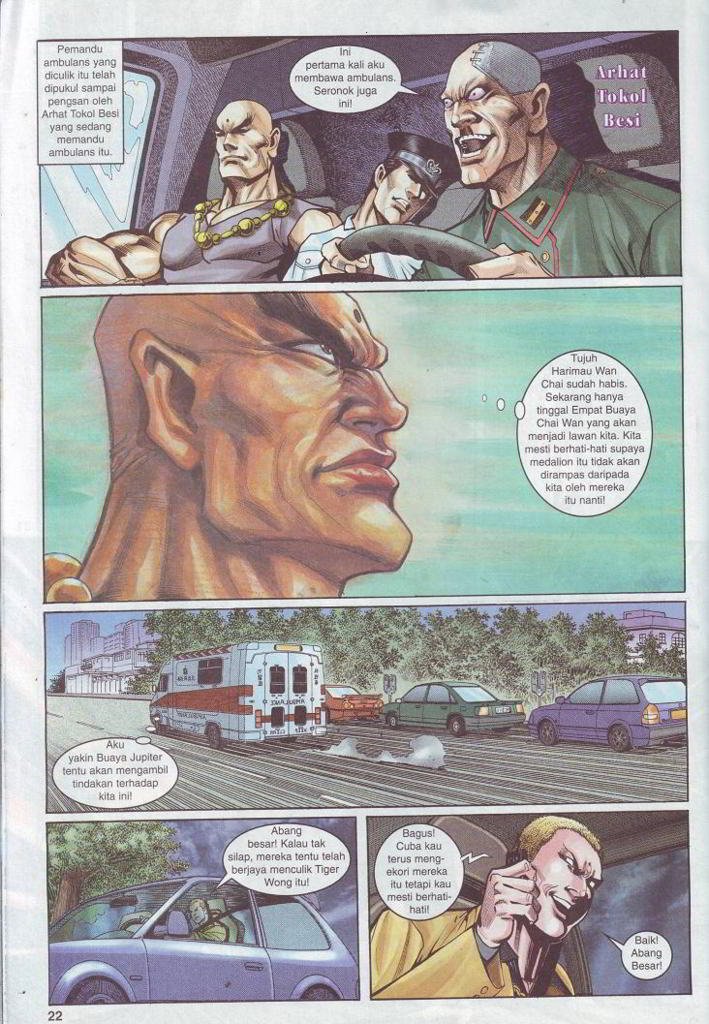 Pemandu
ambulans yang
diculik itu telah
dipukul sampai
pengsan oleh
Arhat Tokol Besi
yang sedang
memandu
ambulans itu.
Ini
pertama kali aku
membawa ambulans.
Seronok juga
ini!
Arhat
Tokol
Besi
Tujuh
Harimau Wan
Chai sudah habis.
Sekarang hanya
tinggal Empat Buaya
Chai Wan yang akan
menjadi lawan kita. Kita
mesti berhati-hati supaya
medalion itu tidak akan
dirampas daripada
kita oleh mereka
itu nanti!
Aku
yakin Buaya Jupiter
tentu akan mengambil
tindakan terhadap
kita ini!
Abang
besar! Kalau tak
silap, mereka tentu telah
berjaya menculik Tiger
Wong itu!
Bagus!
Cuba kau
terus meng-
ekori mereka
itu tetapi kau
mesti berhati-
hati!
Baik!
Abang
Besar!
22